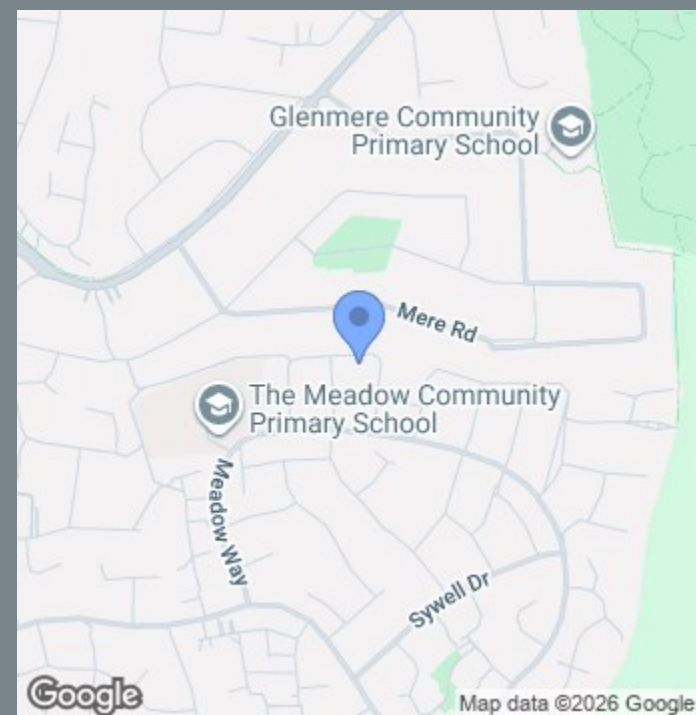 Glenmere Community
Primary School
Mere Rd
The Meadow Community
Primary School
Meadow Way
Sywell Dr
Google
Map data ©2026 Google